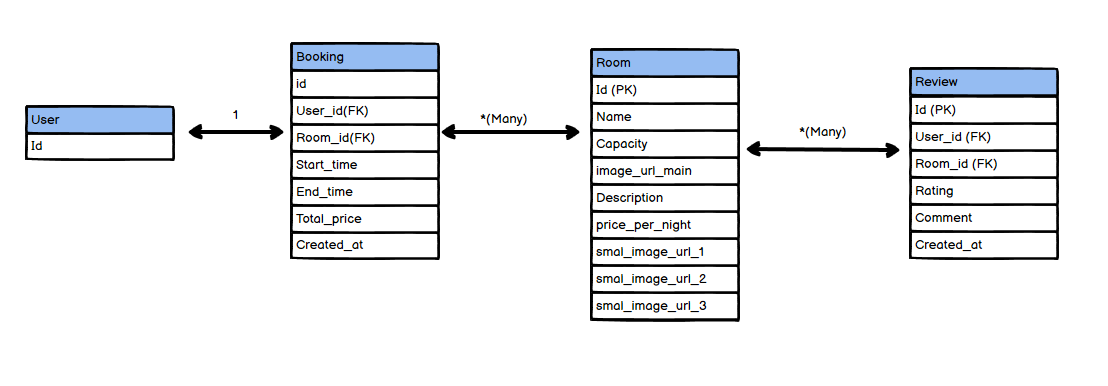 User
Id
1
Booking
id
User_id(FK)
Room_id(FK)
Start_time
End_time
Total_price
Created_at
*(Many)
Room
Id (PK)
Name
Capacity
image_url_main
Description
price_per_night
smal_image_url_1
smal_image_url_2
smal_image_url_3
*(Many)
Review
Id (PK)
User_id (FK)
Room_id (FK)
Rating
Comment
Created_at